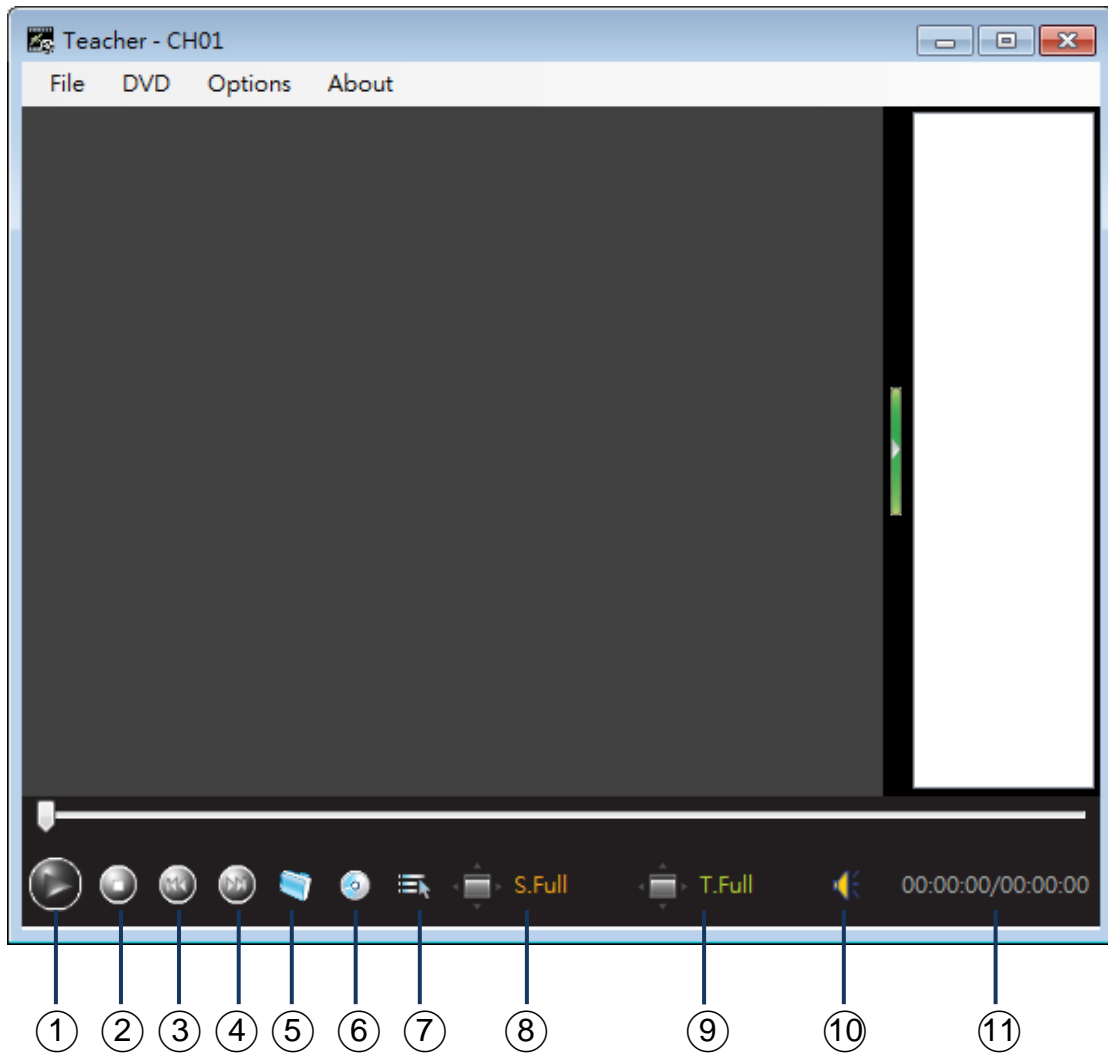 Teacher - CH01
File DVD Options About
S.Full T.Full 00:00:00/00:00:00
1 2 3 4 5 6 7 8 9 10 11